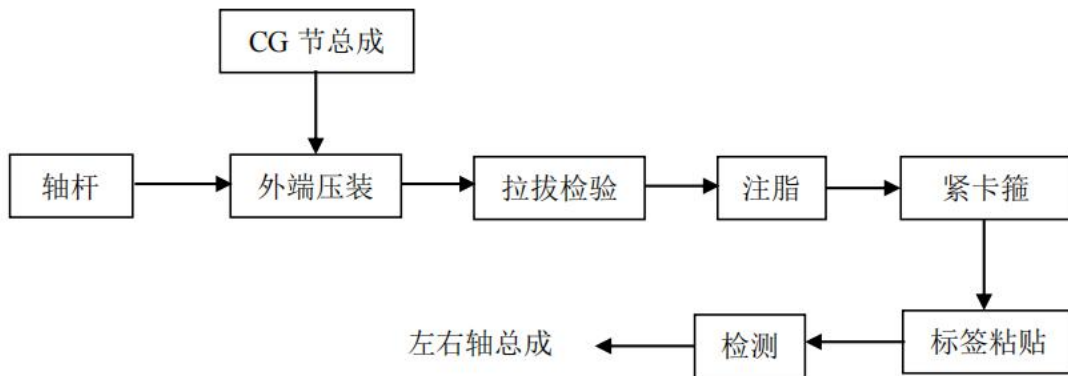 CG 节总成
轴杆
外端压装
拉拔检验
注脂
紧卡箍
左右轴总成
检测
标签粘贴